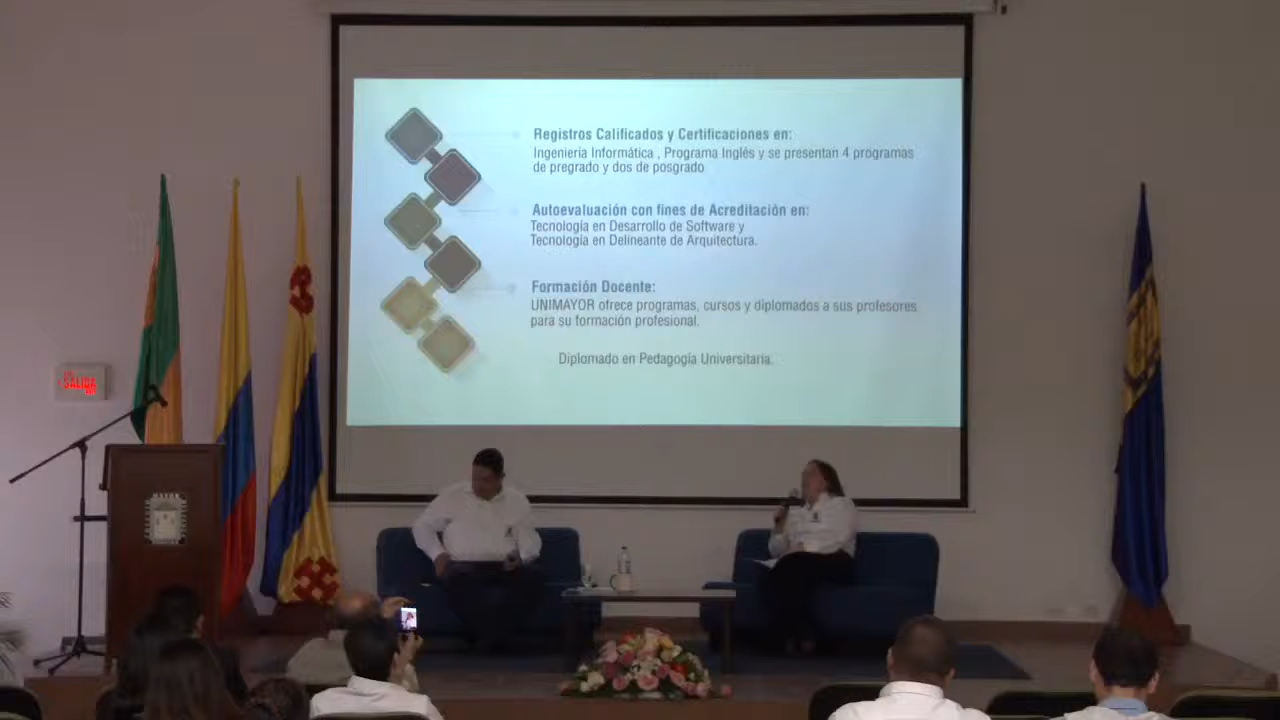 Registros Calificados y Certificaciones en:
Ingeniería Informática , Programa Inglés y se presentan 4 programas
de pregrado y dos de posgrado
Autoevaluación con fines de Acreditación en:
Tecnología en Desarrollo de Software y
Tecnología en Delineante de Arquitectura.
Formación Docente:
UNIMAYOR ofrece programas, cursos y diplomados a sus profesores
para su formación profesional.
Diplomado en Pedagogía Universitaria.
SALIDA